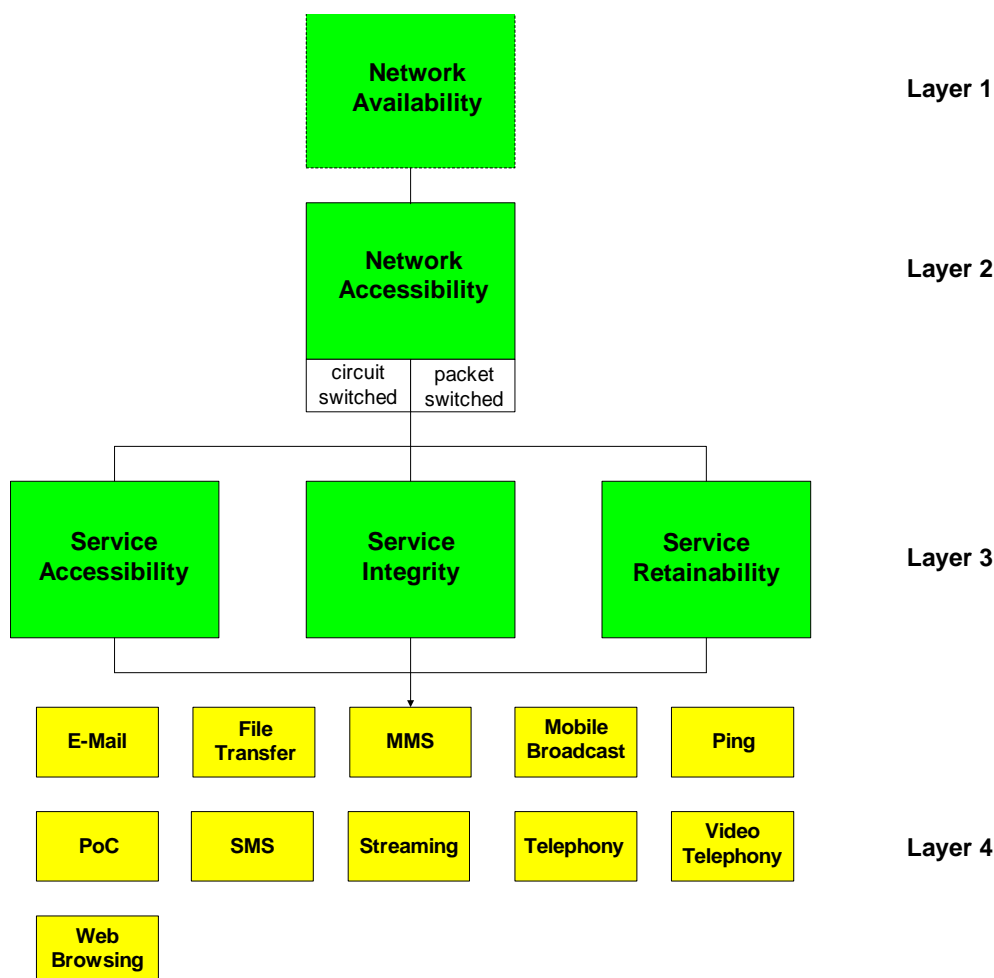 Network
Availability
Layer 1
Network
Accessibility
Layer 2
circuit
switched
packet
switched
Service
Accessibility
Service
Integrity
Service
Retainability
Layer 3
E-Mail
File
Transfer
MMS
Mobile
Broadcast
Ping
PoC
SMS
Streaming
Telephony
Video
Telephony
Layer 4
Web
Browsing